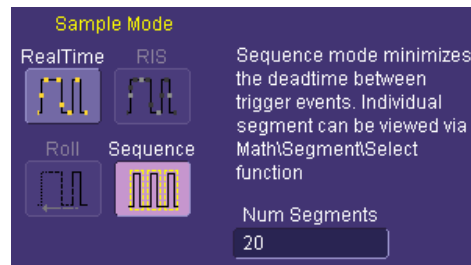 Sample Mode
RealTime
RIS
Roll
Sequence
Sequence mode minimizes
the deadtime between
trigger events. Individual
segment can be viewed via
Math\Segment\Select
function
Num Segments
20